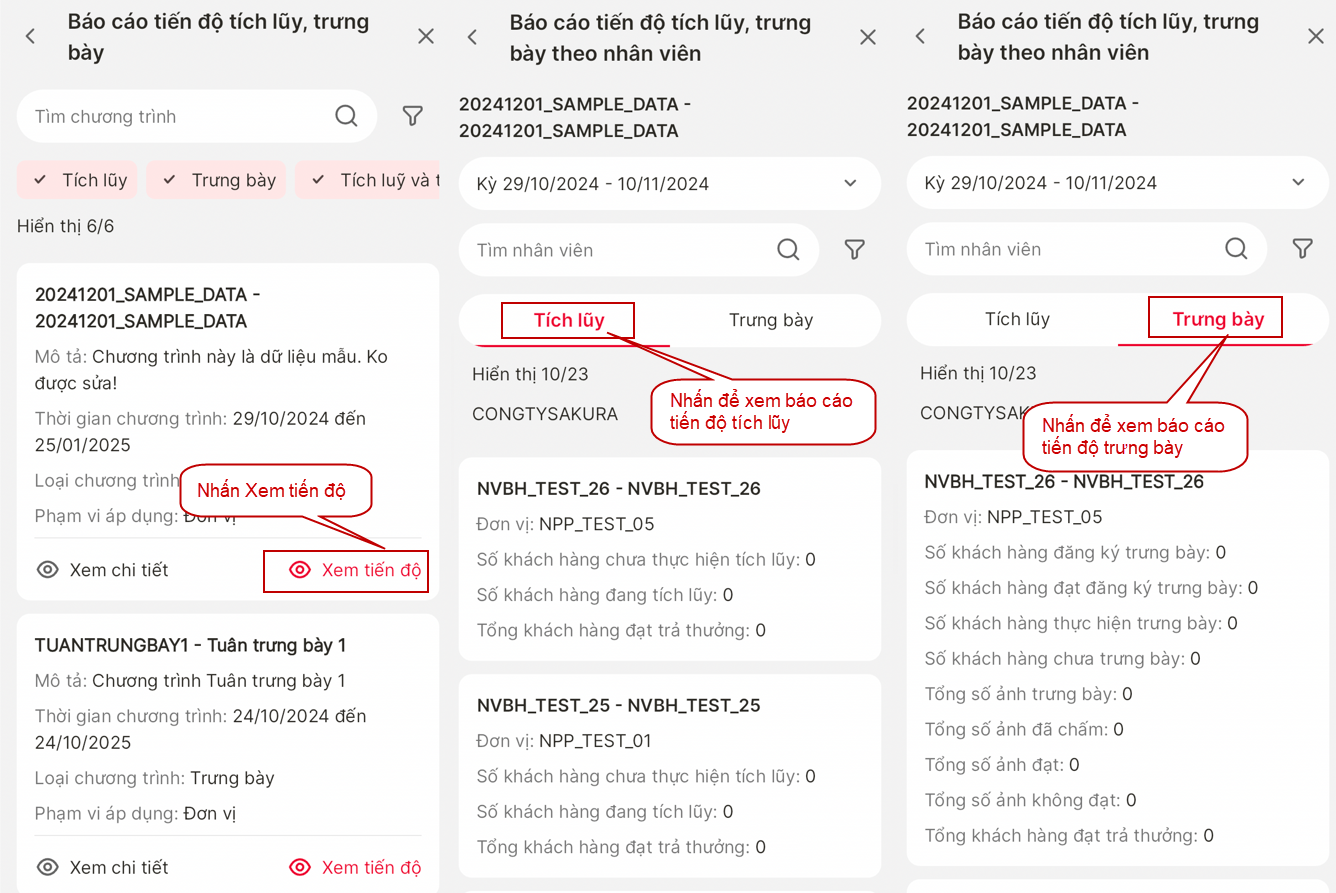 Báo cáo tiến độ tích lũy, trưng
bày
Tìm chương trình
Tích lũy
Trưng bày
Tích luỹ và t
Hiển thị 6/6
20241201_SAMPLE_DATA -
20241201_SAMPLE_DATA
Mô tả: Chương trình này là dữ liệu mẫu. Ko
được sửa!
Thời gian chương trình: 29/10/2024 đến
25/01/2025
Loại chương trình
Nhấn Xem tiến độ
Phạm vi áp dụng: Đơn vị
Xem chi tiết
Xem tiến độ
TUANTRUNGBAY1 - Tuân trưng bày 1
Mô tả: Chương trình Tuân trưng bày 1
Thời gian chương trình: 24/10/2024 đến
24/10/2025
Loại chương trình: Trưng bày
Phạm vi áp dụng: Đơn vị
Xem chi tiết
Xem tiến độ
Báo cáo tiến độ tích lũy, trưng
bày theo nhân viên
20241201_SAMPLE_DATA -
20241201_SAMPLE_DATA
Kỳ 29/10/2024 - 10/11/2024
Tìm nhân viên
Tích lũy
Trưng bày
Hiển thị 10/23
CONGTYSAKURA
Nhấn để xem báo cáo
tiến độ tích lũy
NVBH_TEST_26 - NVBH_TEST_26
Đơn vị: NPP_TEST_05
Số khách hàng chưa thực hiện tích lũy: 0
Số khách hàng đang tích lũy: 0
Tổng khách hàng đạt trả thưởng: 0
NVBH_TEST_25 - NVBH_TEST_25
Đơn vị: NPP_TEST_01
Số khách hàng chưa thực hiện tích lũy: 0
Số khách hàng đang tích lũy: 0
Tổng khách hàng đạt trả thưởng: 0
Báo cáo tiến độ tích lũy, trưng
bày theo nhân viên
20241201_SAMPLE_DATA -
20241201_SAMPLE_DATA
Kỳ 29/10/2024 - 10/11/2024
Tìm nhân viên
Tích lũy
Trưng bày
Hiển thị 10/23
CONGTYSAK
Nhấn để xem báo cáo
tiến độ trưng bày
NVBH_TEST_26 - NVBH_TEST_26
Đơn vị: NPP_TEST_05
Số khách hàng đăng ký trưng bày: 0
Số khách hàng đạt đăng ký trưng bày: 0
Số khách hàng thực hiện trưng bày: 0
Số khách hàng chưa trưng bày: 0
Tổng số ảnh trưng bày: 0
Tổng số ảnh đã chấm: 0
Tổng số ảnh đạt: 0
Tổng số ảnh không đạt: 0
Tổng khách hàng đạt trả thưởng: 0